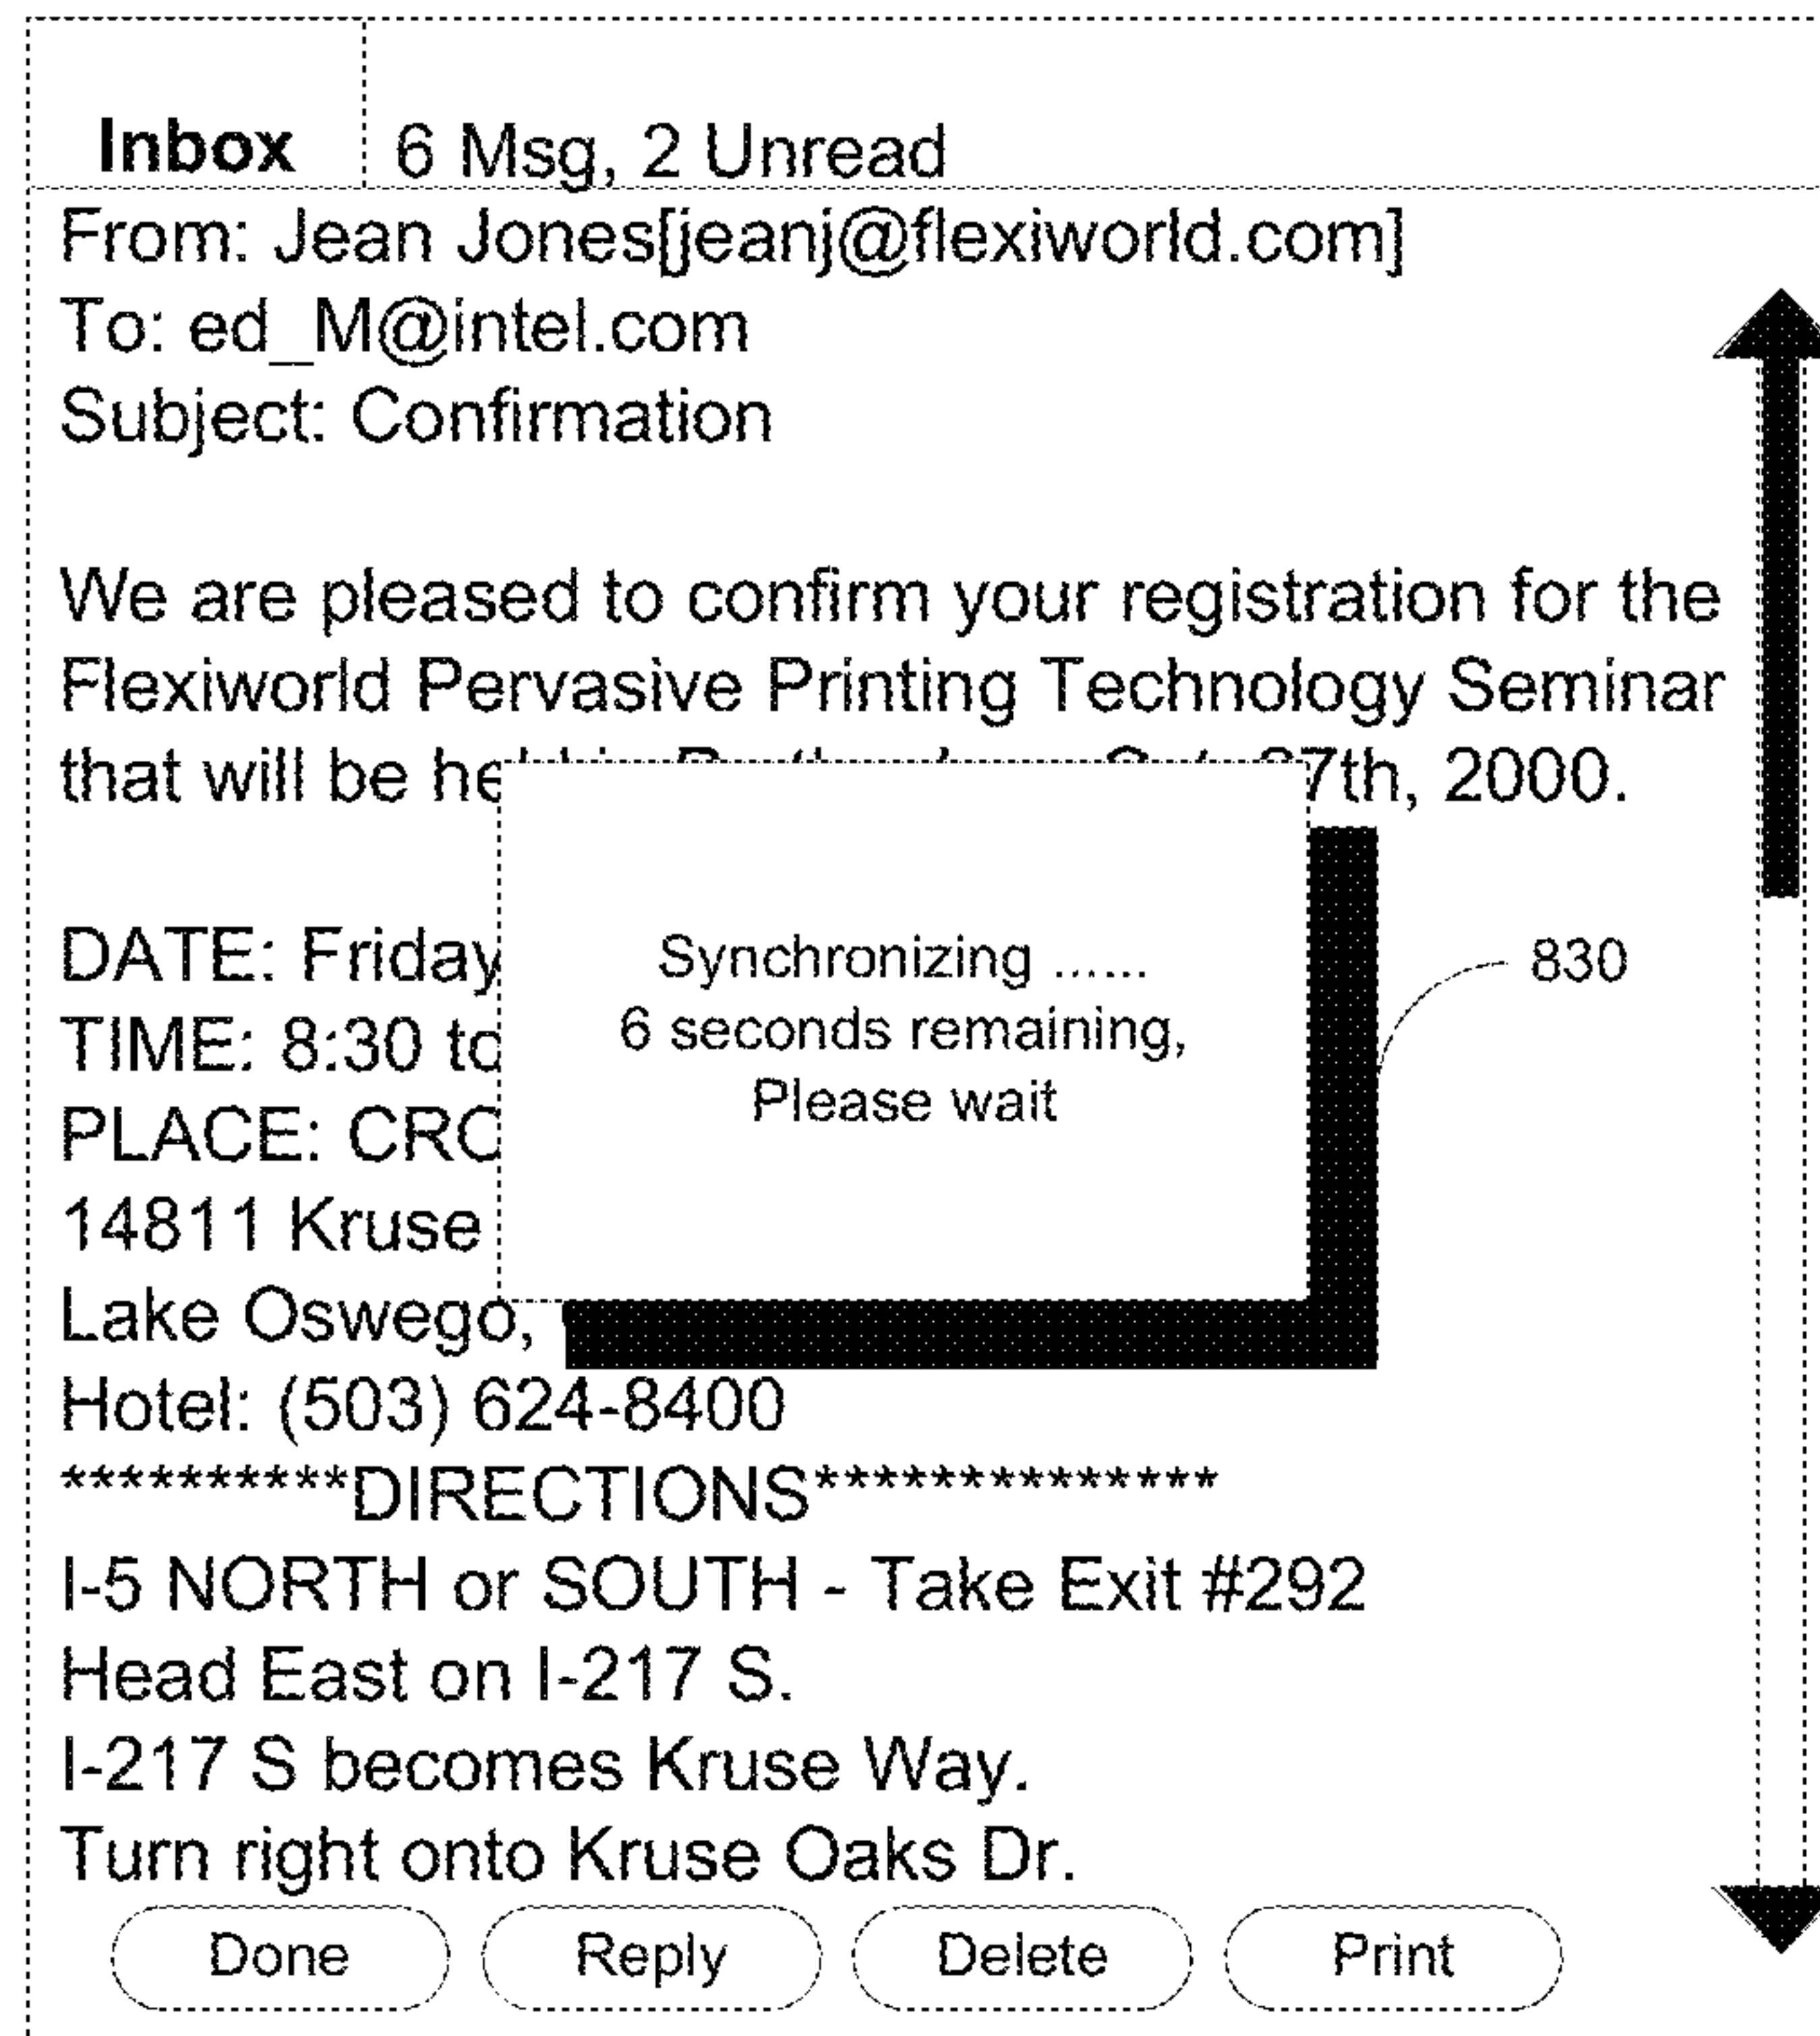 Inbox 6 Msg, 2 Unread
From: Jean Jones[jeanj@flexiworld.com]
To: ed_M@intel.com
Subject: Confirmation
We are pleased to confirm your registration for the
Flexiworld Pervasive Printing Technology Seminar
that will be 7th, 2000.
DATE: Friday
TIME: 8:30
PLACE:
14811 Kruse
Lake Oswego,
Synchronizing ......
6 seconds remaining,
Please wait
830
Hotel: (503) 624-8400
**********DIRECTIONS**************
I-5 NORTH or SOUTH - Take Exit #292
Head East on I-217 S.
I-217 S becomes Kruse Way.
Turn right onto Kruse Oaks Dr.
Done Reply Delete Print